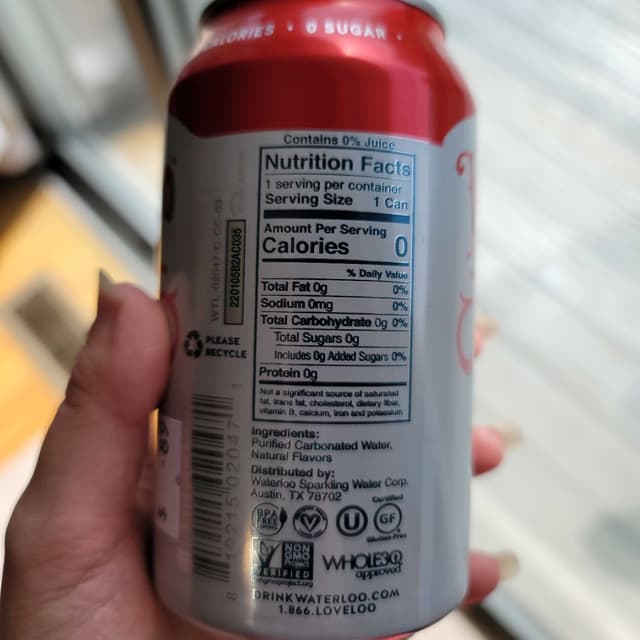 CALORIES • 0 SUGAR •
Contains 0% Juice
Nutrition Facts
1 serving per container
Serving Size 1 Can
Amount Per Serving
Calories 0
% Daily Value
Total Fat 0g 0%
Sodium 0mg 0%
Total Carbohydrate 0g 0%
Total Sugars 0g
Includes 0g Added Sugars 0%
Protein 0g
Not a significant source of saturated
fat, trans fat, cholesterol, dietary fiber,
vitamin D, calcium, iron and potassium
220105B2AC035
PLEASE
RECYCLE
Ingredients:
Purified Carbonated Water,
Natural Flavors
Distributed by:
Waterloo Sparkling Water Corp.
Austin, TX 78702
BPA
FREE
U
Certified
GF
Gluten-Free
NON
GMO
Project
VERIFIED
nongmoproject.org
WHOLE30
approved
DRINKWATERLOO.COM
1.866.LOVELOO